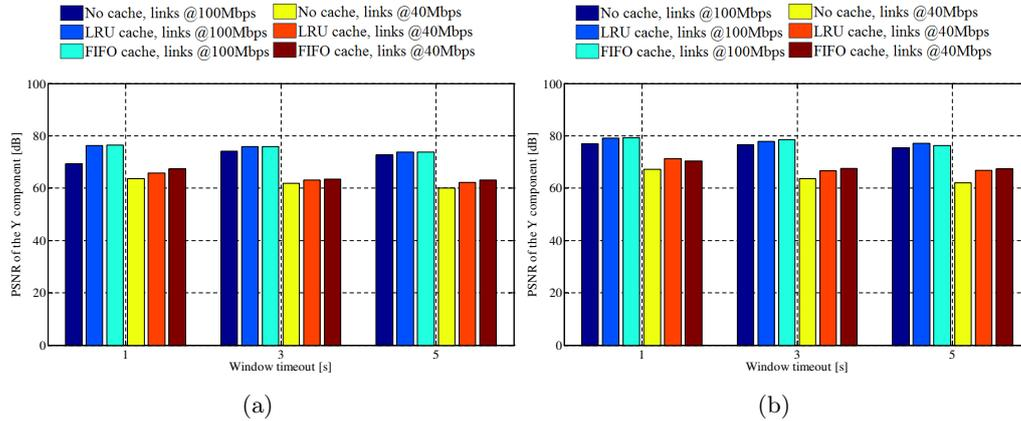 No cache, links @100Mbps No cache, links @40Mbps
LRU cache, links @100Mbps LRU cache, links @40Mbps
FIFO cache, links @100Mbps FIFO cache, links @40Mbps
PSNR of the Y component [dB]
100
80
60
40
20
0
1 3 5
Window timeout [s]
(a)
No cache, links @100Mbps No cache, links @40Mbps
LRU cache, links @100Mbps LRU cache, links @40Mbps
FIFO cache, links @100Mbps FIFO cache, links @40Mbps
PSNR of the Y component [dB]
100
80
60
40
20
0
1 3 5
Window timeout [s]
(b)